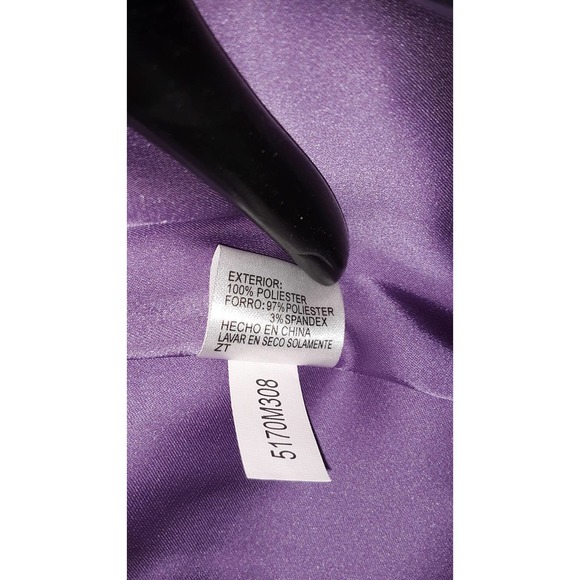 EXTERIOR:
100% POLIESTER
FORRO: 97% POLIESTER
3% SPANDEX
HECHO EN CHINA
LAVAR EN SECO SOLAMENTE
ZT
5170M308